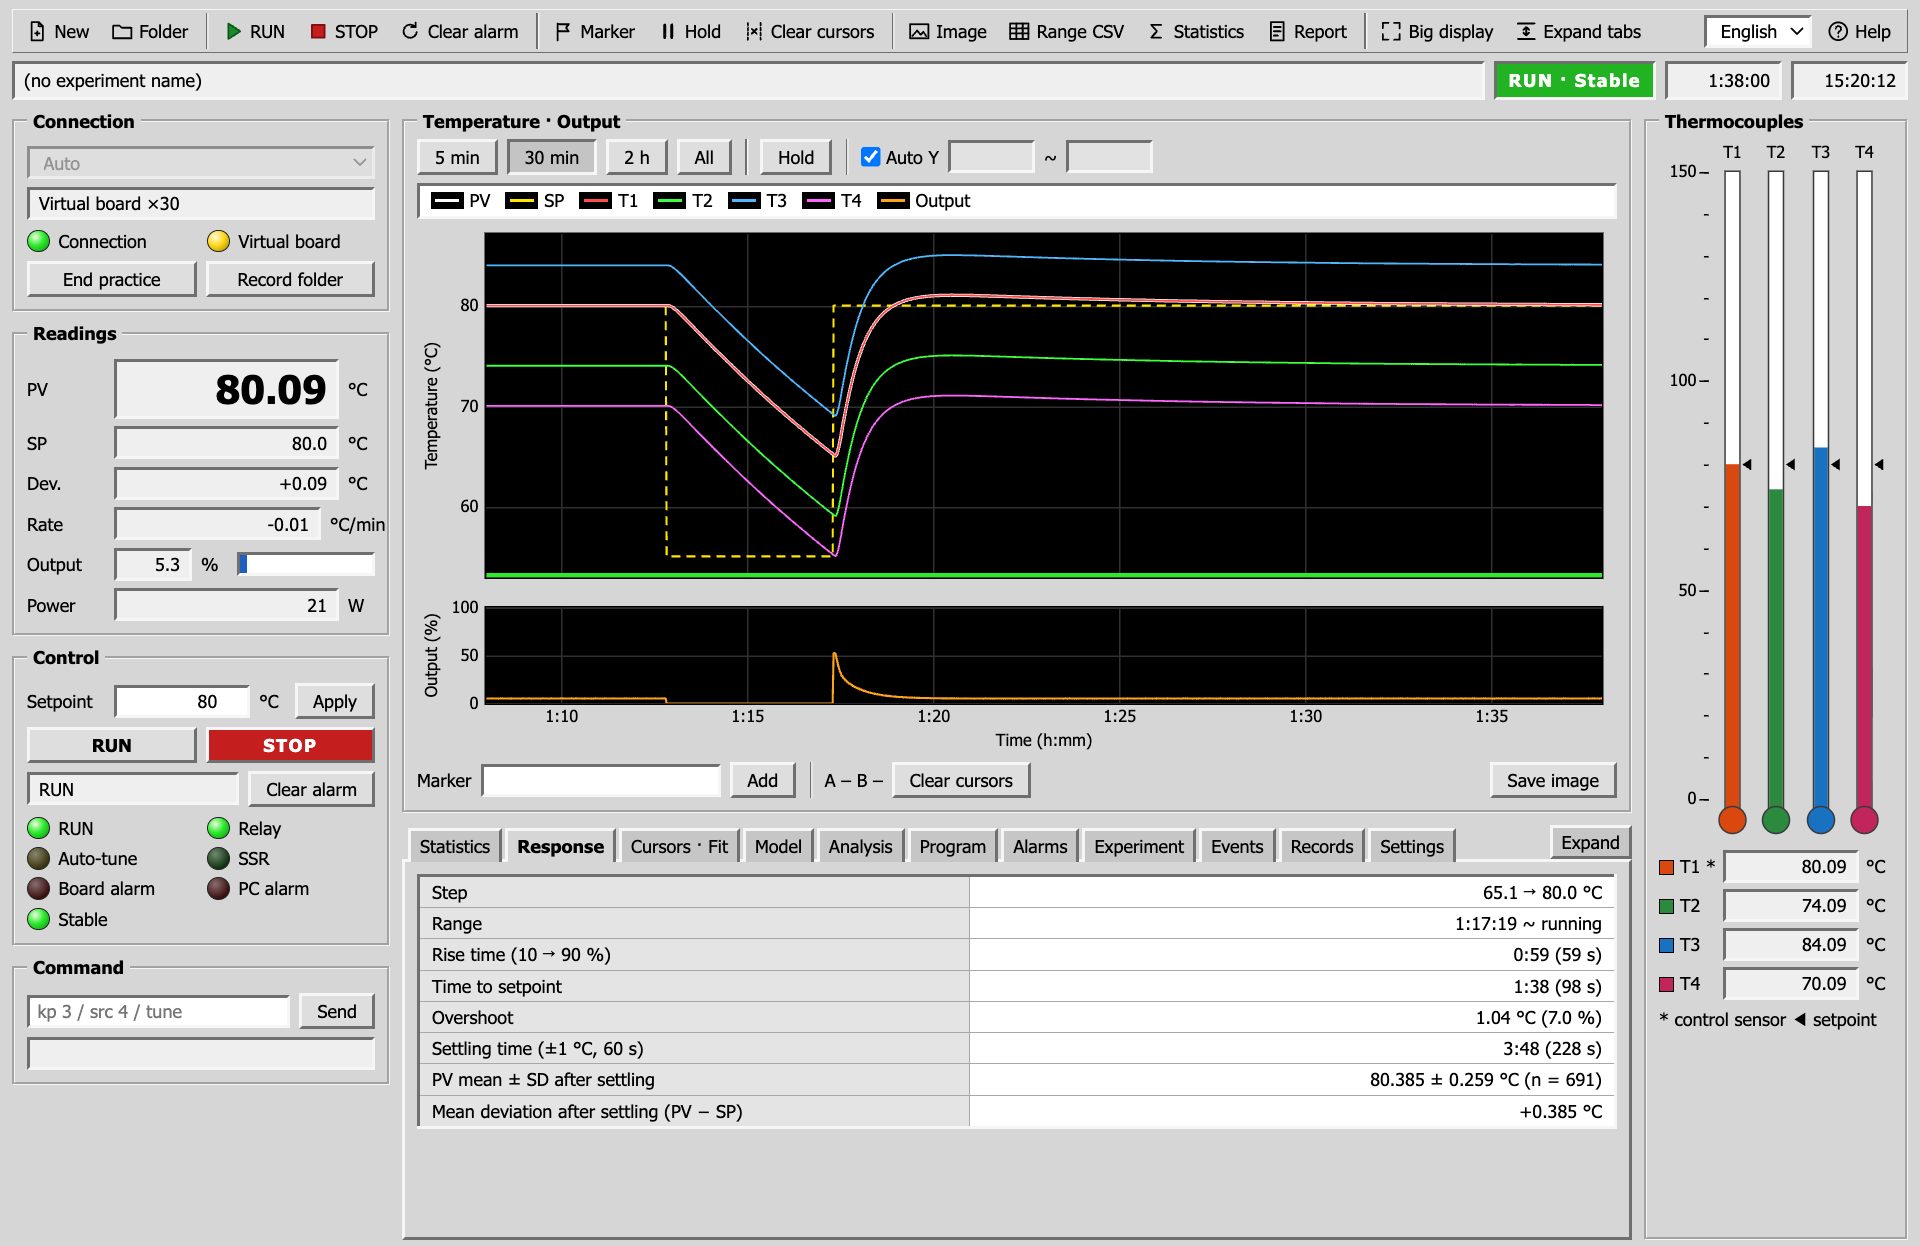 New Folder RUN STOP Clear alarm Marker Hold Clear cursors Image Range CSV Σ Statistics Report Big display Expand tabs English Help
(no experiment name) RUN · Stable 1:38:00 15:20:12
Connection
Auto
Virtual board ×30
Connection Virtual board
End practice Record folder
Readings
PV 80.09 °C
SP 80.0 °C
Dev. +0.09 °C
Rate -0.01 °C/min
Output 5.3 %
Power 21 W
Control
Setpoint 80 °C Apply
RUN STOP
RUN Clear alarm
RUN Relay
Auto-tune SSR
Board alarm PC alarm
Stable
Command
kp 3 / src 4 / tune Send
Temperature · Output
5 min 30 min 2 h All Hold Auto Y ~
PV SP T1 T2 T3 T4 Output
Temperature (°C)
80
70
60
Output (%)
100
50
0
1:10 1:15 1:20 1:25 1:30 1:35
Time (h:mm)
Marker Add A – B – Clear cursors Save image
Statistics Response Cursors · Fit Model Analysis Program Alarms Experiment Events Records Settings Expand
Step 65.1 → 80.0 °C
Range 1:17:19 ~ running
Rise time (10 → 90 %) 0:59 (59 s)
Time to setpoint 1:38 (98 s)
Overshoot 1.04 °C (7.0 %)
Settling time (±1 °C, 60 s) 3:48 (228 s)
PV mean ± SD after settling 80.385 ± 0.259 °C (n = 691)
Mean deviation after settling (PV − SP) +0.385 °C
Thermocouples
T1 T2 T3 T4
150
100
50
0
T1 * 80.09 °C
T2 74.09 °C
T3 84.09 °C
T4 70.09 °C
* control sensor ◄ setpoint